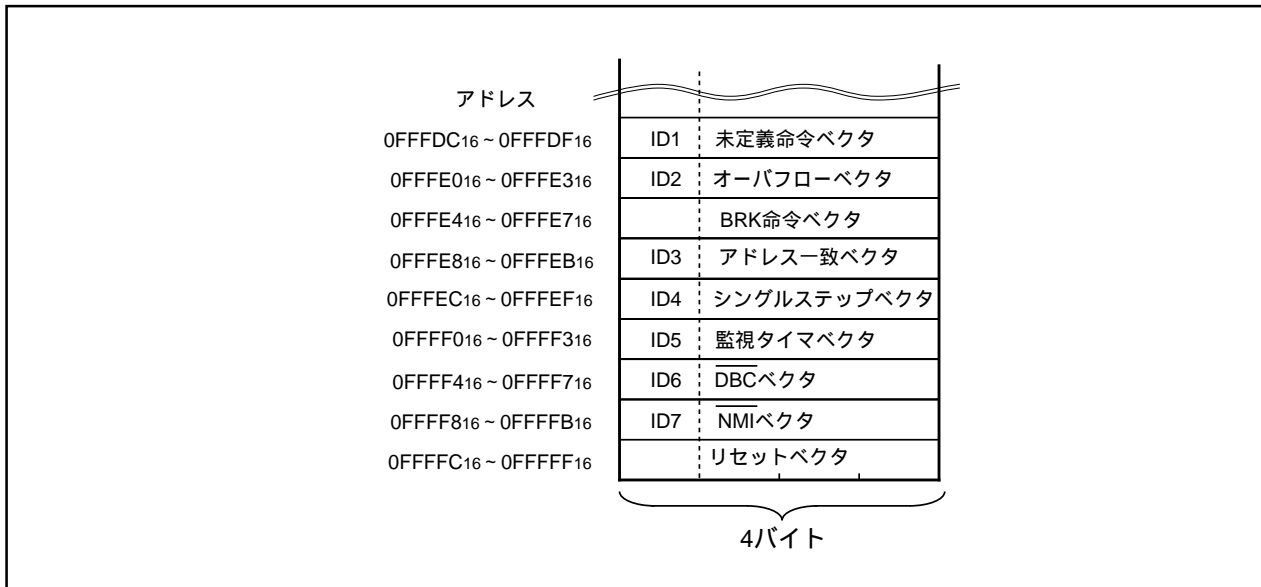 アドレス
0FFFDC16～0FFFDF16 ID1 未定義命令ベクタ
0FFFE016～0FFFE316 ID2 オーバフローベクタ
0FFFE416～0FFFE716 BRK命令ベクタ
0FFFE816～0FFFEB16 ID3 アドレス一致ベクタ
0FFFEC16～0FFFEF16 ID4 シングルステップベクタ
0FFFF016～0FFFF316 ID5 監視タイマベクタ
0FFFF416～0FFFF716 ID6 DBCベクタ
0FFFF816～0FFFFB16 ID7 NMIベクタ
0FFFFC16～0FFFFF16 リセットベクタ
4バイト